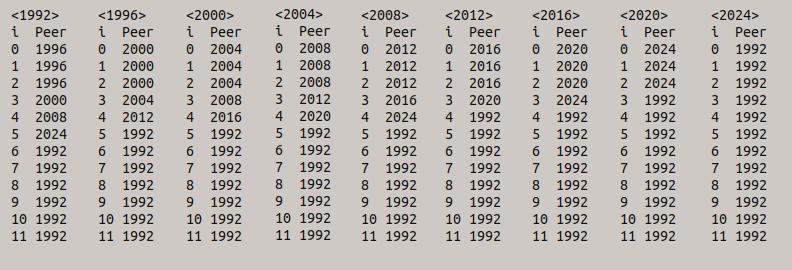 <1992> <1996> <2000> <2004> <2008> <2012> <2016> <2020> <2024>
i Peer i Peer i Peer i Peer i Peer i Peer i Peer i Peer i Peer
0 1996 0 2000 0 2004 0 2008 0 2012 0 2016 0 2020 0 2024 0 1992
1 1996 1 2000 1 2004 1 2008 1 2012 1 2016 1 2020 1 2024 1 1992
2 1996 2 2000 2 2004 2 2008 2 2012 2 2016 2 2020 2 2024 2 1992
3 2000 3 2004 3 2008 3 2012 3 2016 3 2020 3 2024 3 1992 3 1992
4 2008 4 2012 4 2016 4 2020 4 2024 4 1992 4 1992 4 1992 4 1992
5 2024 5 1992 5 1992 5 1992 5 1992 5 1992 5 1992 5 1992 5 1992
6 1992 6 1992 6 1992 6 1992 6 1992 6 1992 6 1992 6 1992 6 1992
7 1992 7 1992 7 1992 7 1992 7 1992 7 1992 7 1992 7 1992 7 1992
8 1992 8 1992 8 1992 8 1992 8 1992 8 1992 8 1992 8 1992 8 1992
9 1992 9 1992 9 1992 9 1992 9 1992 9 1992 9 1992 9 1992 9 1992
10 1992 10 1992 10 1992 10 1992 10 1992 10 1992 10 1992 10 1992 10 1992
11 1992 11 1992 11 1992 11 1992 11 1992 11 1992 11 1992 11 1992 11 1992